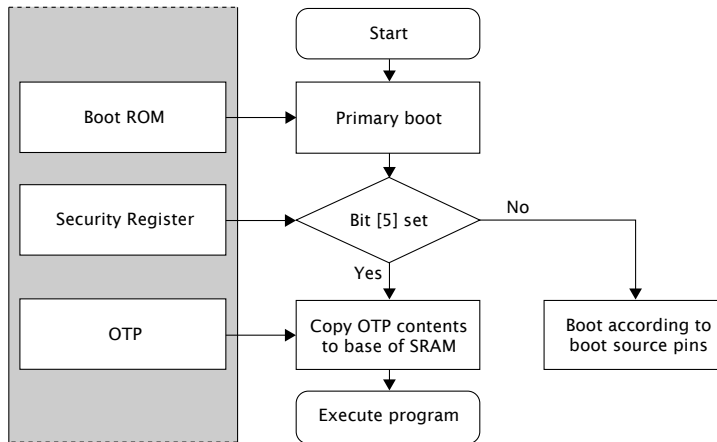 Start
Boot ROM
Primary boot
Security Register
Bit [5] set
No
Yes
OTP
Copy OTP contents
to base of SRAM
Boot according to
boot source pins
Execute program